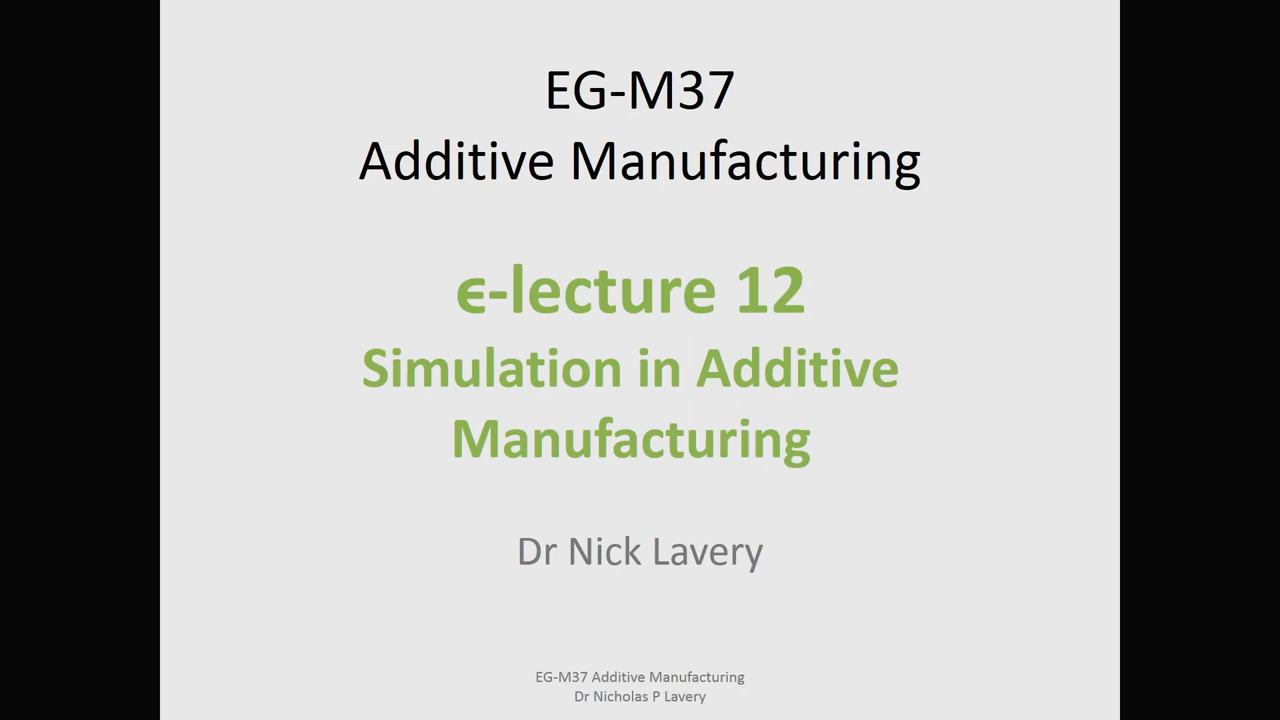 EG-M37
Additive Manufacturing
ϵ-lecture 12
Simulation in Additive
Manufacturing
Dr Nick Lavery
EG-M37 Additive Manufacturing
Dr Nicholas P Lavery